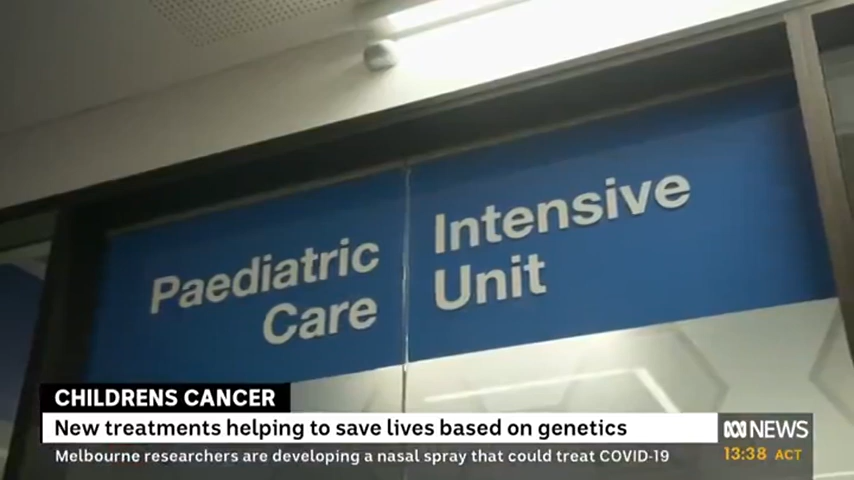 Paediatric Intensive
Care Unit
CHILDRENS CANCER
New treatments helping to save lives based on genetics
Melbourne researchers are developing a nasal spray that could treat COVID-19
abc NEWS
13:38 ACT